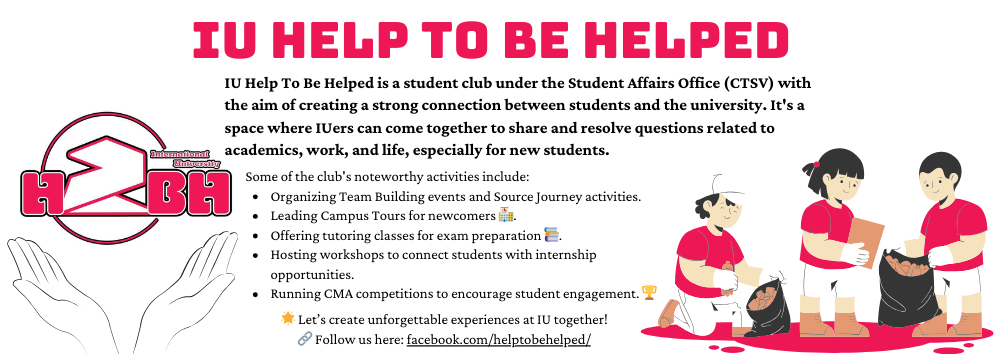 IU HELP TO BE HELPED
IU Help To Be Helped is a student club under the Student Affairs Office (CTSV) with
the aim of creating a strong connection between students and the university. It's a
space where IUers can come together to share and resolve questions related to
academics, work, and life, especially for new students.
International
University
H2BH
Some of the club's noteworthy activities include:
• Organizing Team Building events and Source Journey activities.
• Leading Campus Tours for newcomers 🏫.
• Offering tutoring classes for exam preparation 📚.
• Hosting workshops to connect students with internship
opportunities.
• Running CMA competitions to encourage student engagement. 🏆
🌟 Let's create unforgettable experiences at IU together!
🔗 Follow us here: facebook.com/helptobehelped/